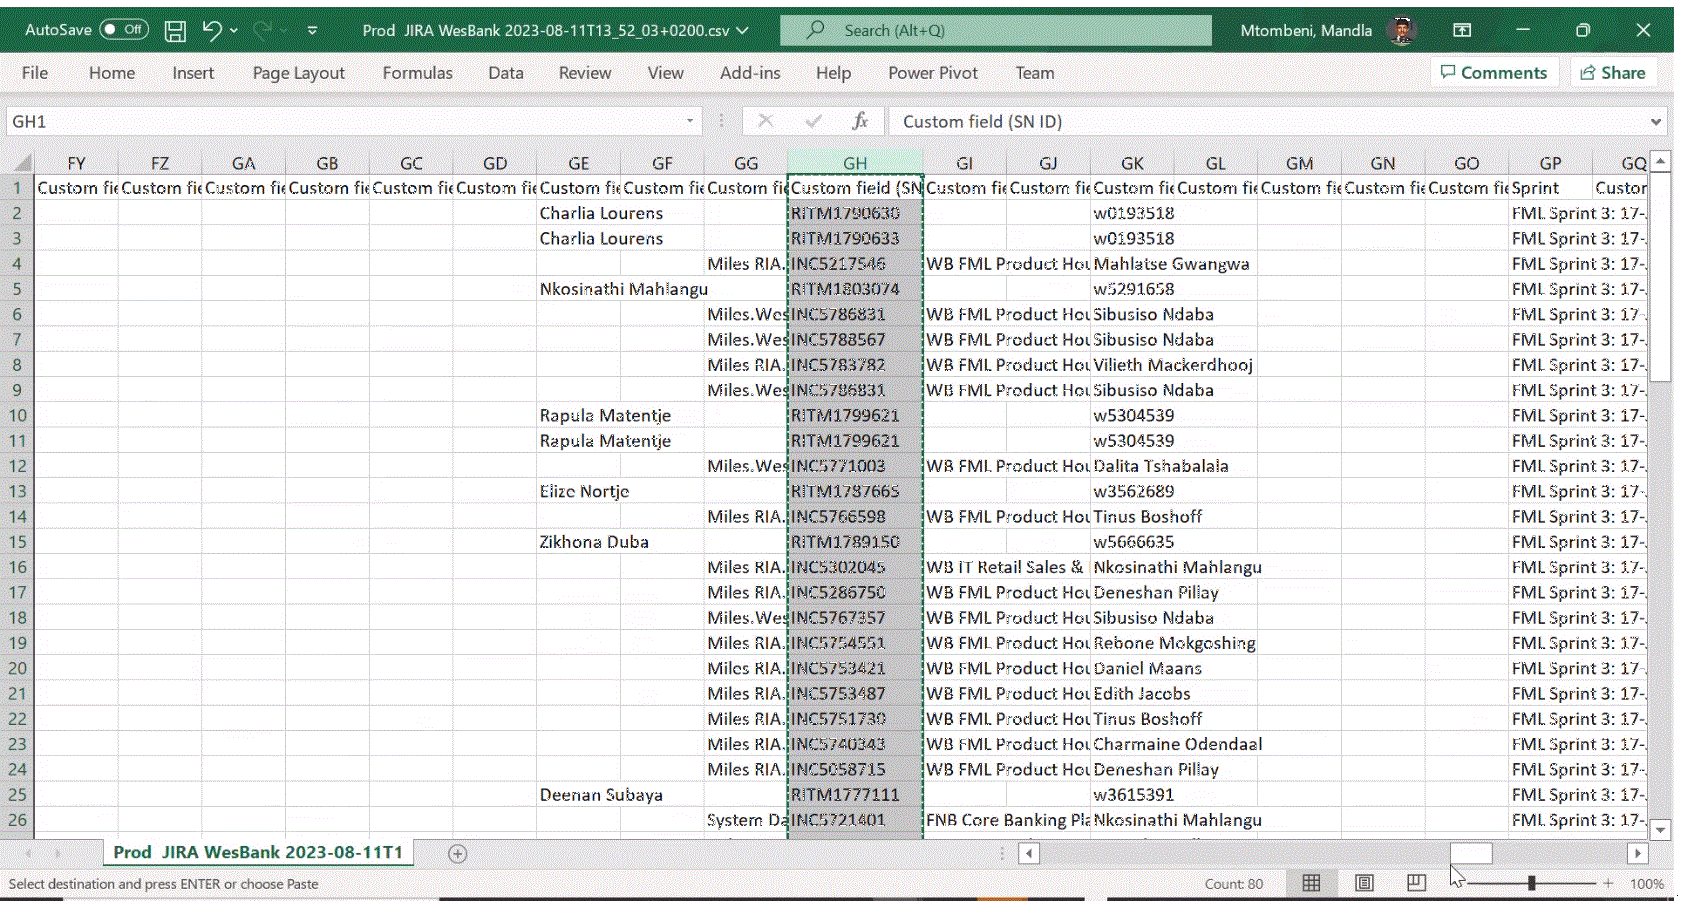 AutoSave Off Prod JIRA WesBank 2023-08-11T13_52_03+0200.csv Search (Alt+Q) Mtombeni, Mandla
File Home Insert Page Layout Formulas Data Review View Add-ins Help Power Pivot Team Comments Share
GH1 fx Custom field (SN ID)
FY FZ GA GB GC GD GE GF GG GH GI GJ GK GL GM GN GO GP GQ
1 Custom fie Custom fie Custom fie Custom fie Custom fie Custom fie Custom fie Custom fie Custom fie Custom field (SN Custom fie Custom fie Custom fie Custom fie Custom fie Custom fie Custom fie Sprint Custor
2 Charlia Lourens RITM1790630 w0193518 FML Sprint 3: 17-
3 Charlia Lourens RITM1790633 w0193518 FML Sprint 3: 17-
4 Miles RIA. INC5217546 WB FML Product Hou Mahlatse Gwangwa FML Sprint 3: 17-
5 Nkosinathi Mahlangu RITM1803074 w5291658 FML Sprint 3: 17-
6 Miles.Wes INC5786831 WB FML Product Hou Sibusiso Ndaba FML Sprint 3: 17-
7 Miles.Wes INC5788567 WB FML Product Hou Sibusiso Ndaba FML Sprint 3: 17-
8 Miles RIA. INC5783782 WB FML Product Hou Vilieth Mackerdhooj FML Sprint 3: 17-
9 Miles.Wes INC5786831 WB FML Product Hou Sibusiso Ndaba FML Sprint 3: 17-
10 Rapula Matentje RITM1799621 w5304539 FML Sprint 3: 17-
11 Rapula Matentje RITM1799621 w5304539 FML Sprint 3: 17-
12 Miles.Wes INC5771003 WB FML Product Hou Dalita Tshabalala FML Sprint 3: 17-
13 Elize Nortje RITM1787665 w3562689 FML Sprint 3: 17-
14 Miles RIA. INC5766598 WB FML Product Hou Tinus Boshoff FML Sprint 3: 17-
15 Zikhona Duba RITM1789150 w5666635 FML Sprint 3: 17-
16 Miles RIA. INC5302045 WB IT Retail Sales & Nkosinathi Mahlangu FML Sprint 3: 17-
17 Miles RIA. INC5286750 WB FML Product Hou Deneshan Pillay FML Sprint 3: 17-
18 Miles.Wes INC5767357 WB FML Product Hou Sibusiso Ndaba FML Sprint 3: 17-
19 Miles RIA. INC5754551 WB FML Product Hou Rebone Mokgoshing FML Sprint 3: 17-
20 Miles RIA. INC5753421 WB FML Product Hou Daniel Maans FML Sprint 3: 17-
21 Miles RIA. INC5753487 WB FML Product Hou Edith Jacobs FML Sprint 3: 17-
22 Miles RIA. INC5751730 WB FML Product Hou Tinus Boshoff FML Sprint 3: 17-
23 Miles RIA. INC5740343 WB FML Product Hou Charmaine Odendaal FML Sprint 3: 17-
24 Miles RIA. INC5058715 WB FML Product Hou Deneshan Pillay FML Sprint 3: 17-
25 Deenan Subaya RITM1777111 w3615391 FML Sprint 3: 17-
26 System Da INC5721401 FNB Core Banking Pla Nkosinathi Mahlangu FML Sprint 3: 17-
Prod JIRA WesBank 2023-08-11T1
Select destination and press ENTER or choose Paste Count: 80 100%